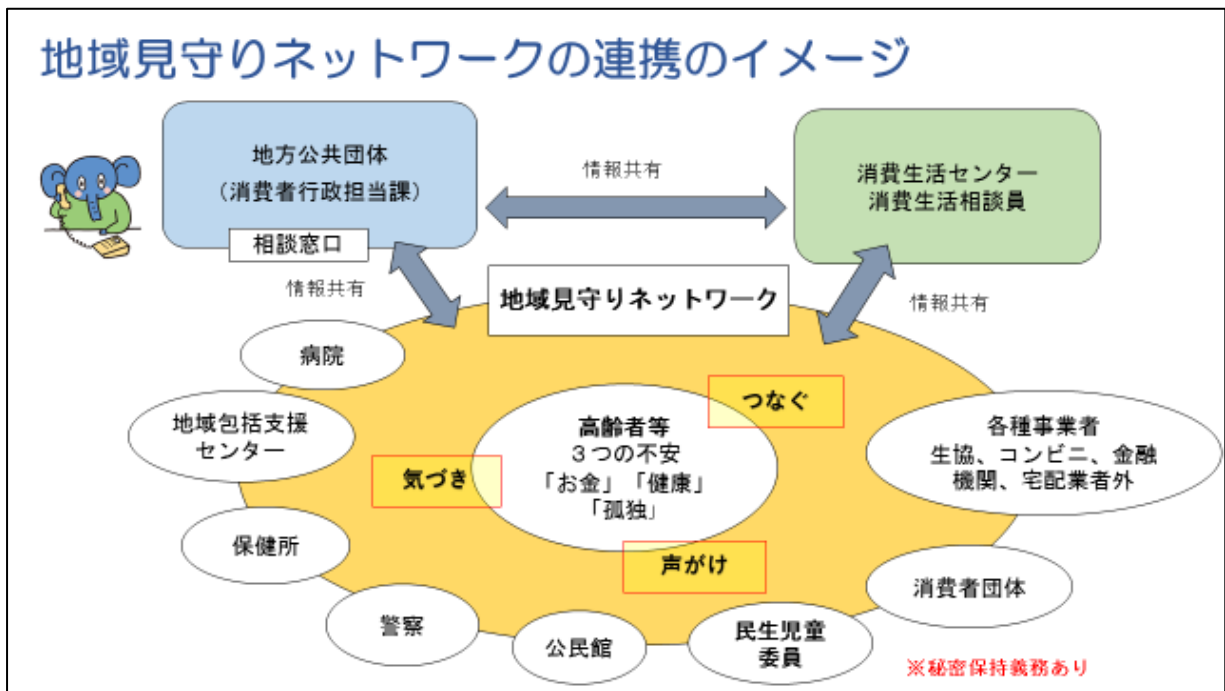 地域見守りネットワークの連携のイメージ
地方公共団体
（消費者行政担当課）
相談窓口
情報共有
消費生活センター
消費生活相談員
情報共有
情報共有
地域見守りネットワーク
病院
地域包括支援
センター
保健所
警察
公民館
民生児童
委員
消費者団体
各種事業者
生協、コンビニ、金融
機関、宅配業者外
高齢者等
３つの不安
「お金」「健康」
「孤独」
気づき
声がけ
つなぐ
※秘密保持義務あり